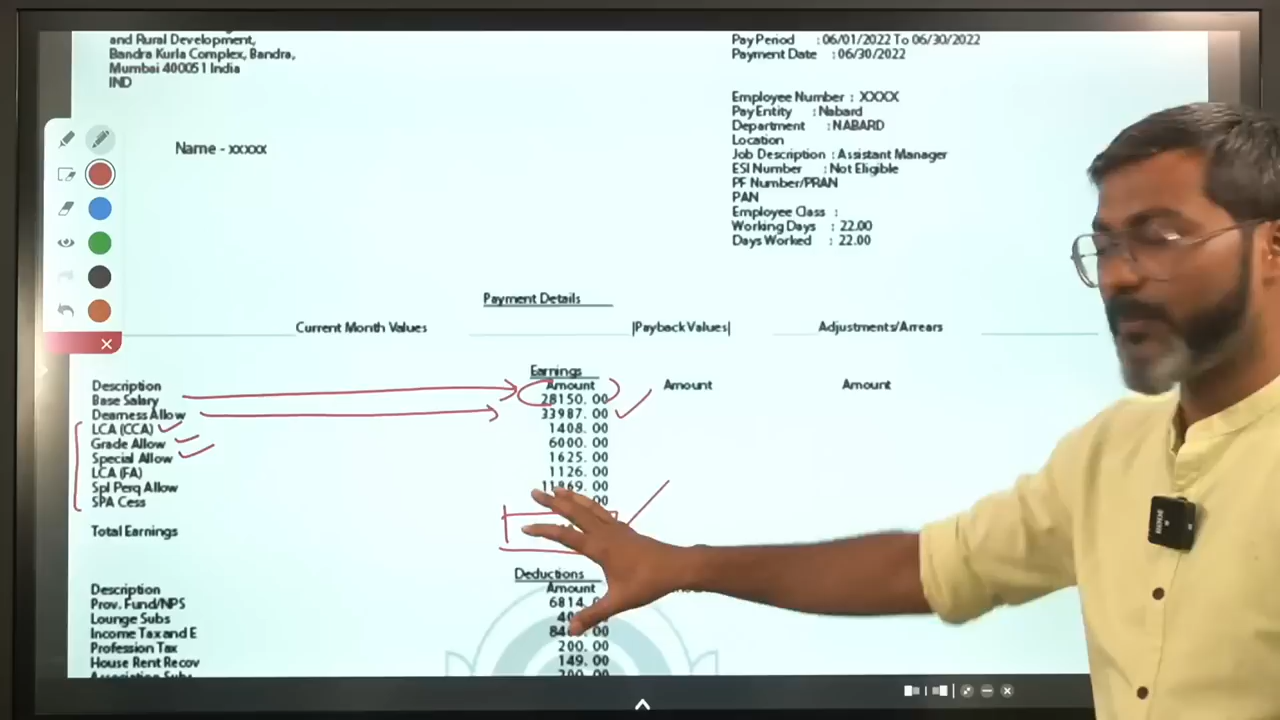 and Rural Development,
Bandra Kurla Complex, Bandra,
Mumbai 400051 India
IND
Pay Period : 06/01/2022 To 06/30/2022
Payment Date : 06/30/2022
Employee Number : XXXX
Pay Entity : Nabard
Department : NABARD
Location
Job Description : Assistant Manager
ESI Number : Not Eligible
PF Number/PRAN
PAN
Employee Class :
Working Days : 22.00
Days Worked : 22.00
Name - xxxxx
Payment Details
Current Month Values |Payback Values| Adjustments/Arrears
Earnings
Description Amount Amount Amount
Base Salary 28150. 00
Dearness Allow 33987. 00
LCA (CCA) 1408. 00
Grade Allow 6000. 00
Special Allow 1625. 00
LCA (FA) 1126. 00
Spl Perq Allow 11869. 00
SPA Cess 00
Total Earnings
Deductions
Description Amount
Prov. Fund/NPS 6814.
Lounge Subs
Income Tax and E 00
Profession Tax 200. 00
House Rent Recov 149. 00